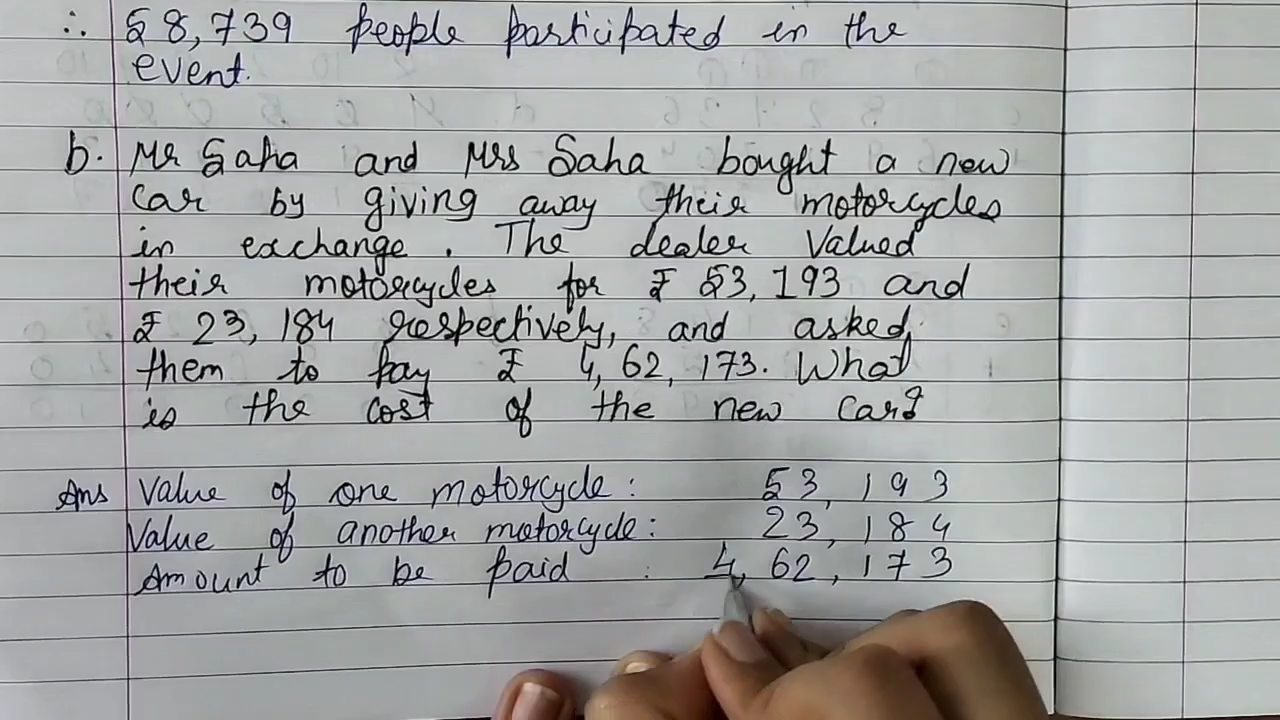 ∴ 58,739 people participated in the
event.
b. Mr Saha and Mrs Saha bought a new
car by giving away their motorcycles
in exchange. The dealer valued
their motorcycles for ₹ 53,193 and
₹ 23,184 respectively, and asked
them to pay ₹ 4,62,173. What
is the cost of the new car?
Ans Value of one motorcycle: 53,193
Value of another motorcycle: 23,184
Amount to be paid : 4,62,173